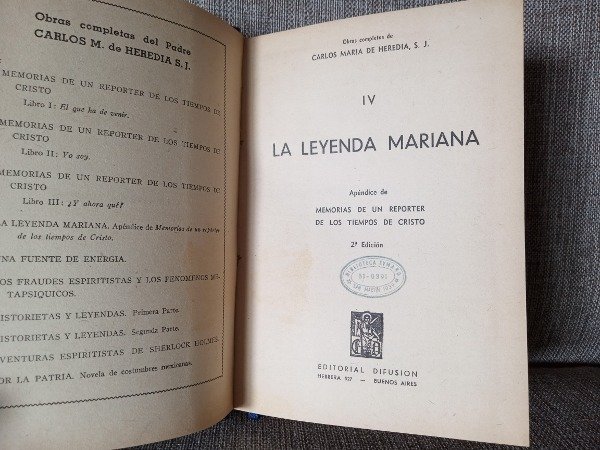 Obras completas del Padre
CARLOS M. de HEREDIA S. J.
MEMORIAS DE UN REPORTER DE LOS TIEMPOS DE
CRISTO
Libro I: El que ha de venir.
MEMORIAS DE UN REPORTER DE LOS TIEMPOS DE
CRISTO
Libro II: Yo soy.
MEMORIAS DE UN REPORTER DE LOS TIEMPOS DE
CRISTO
Libro III: ¿Y ahora qué?
LA LEYENDA MARIANA. Apéndice de Memorias de un reporter
de los tiempos de Cristo.
UNA FUENTE DE ENERGIA.
OS FRAUDES ESPIRITISTAS Y LOS FENOMENOS ME-
TAPSIQUICOS.
ISTORIETAS Y LEYENDAS. Primera Parte.
ISTORIETAS Y LEYENDAS. Segunda Parte.
VENTURAS ESPIRITISTAS DE SHERLOCK HOLMES.
OR LA PATRIA. Novela de costumbres mexicanas.
Obras completas de
CARLOS MARIA DE HEREDIA, S. J.
IV
LA LEYENDA MARIANA
Apéndice de
MEMORIAS DE UN REPORTER
DE LOS TIEMPOS DE CRISTO
2ª Edición
BIBLIOTECA
EDITORIAL DIFUSION
HERRERA 527 — BUENOS AIRES